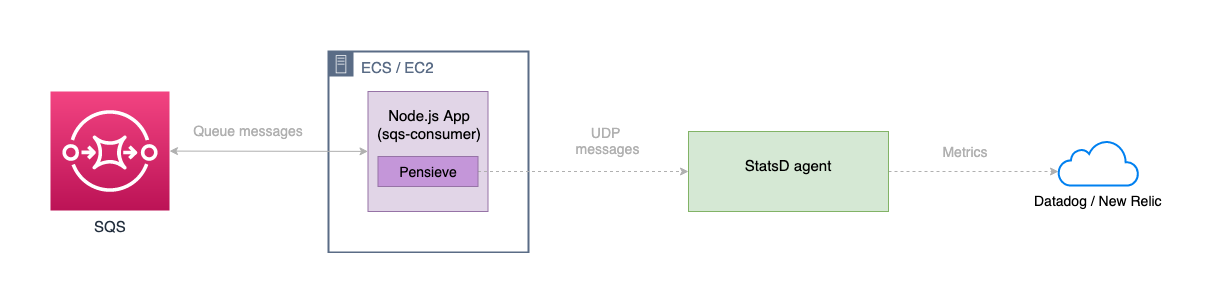 ECS / EC2
Node.js App
(sqs-consumer)
Pensieve
Queue messages
SQS
UDP
messages
StatsD agent
Metrics
Datadog / New Relic